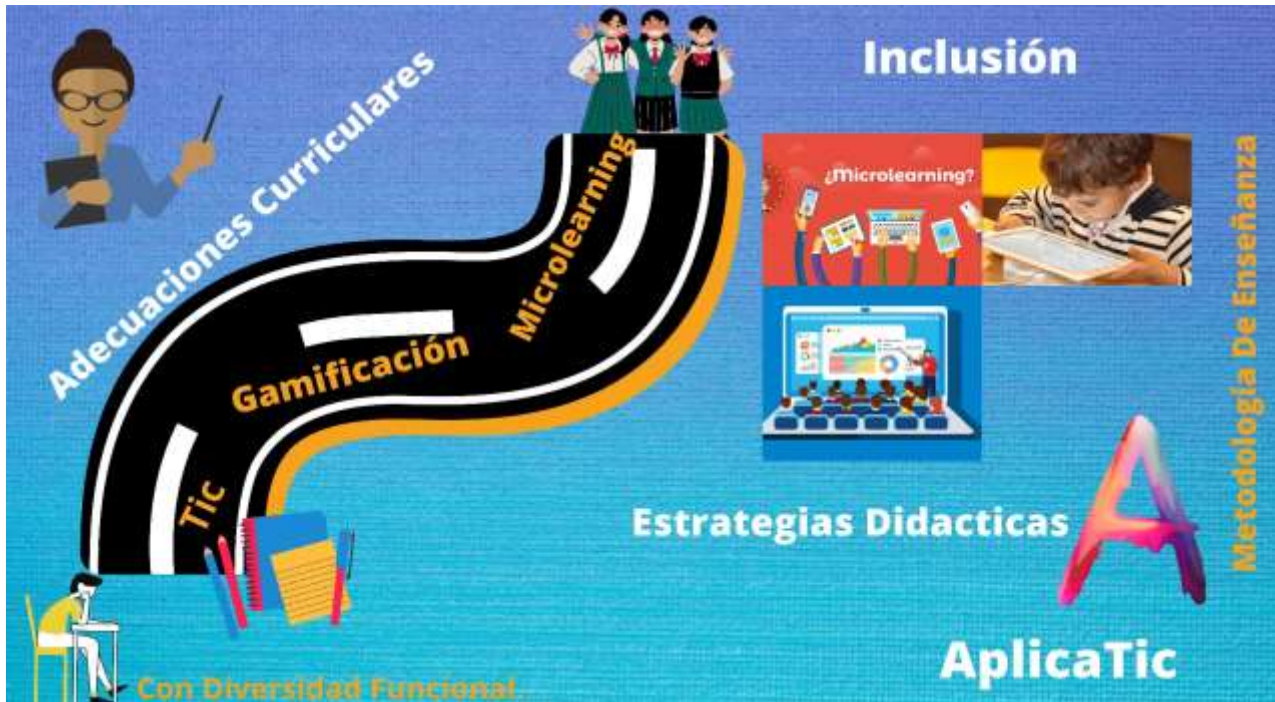 Inclusión
Adecuaciones Curriculares
Microlearning
¿Microlearning?
Gamificación
Tic
Metodología De Enseñanza
Estrategias Didacticas
A
AplicaTic
Con Diversidad Funcional.